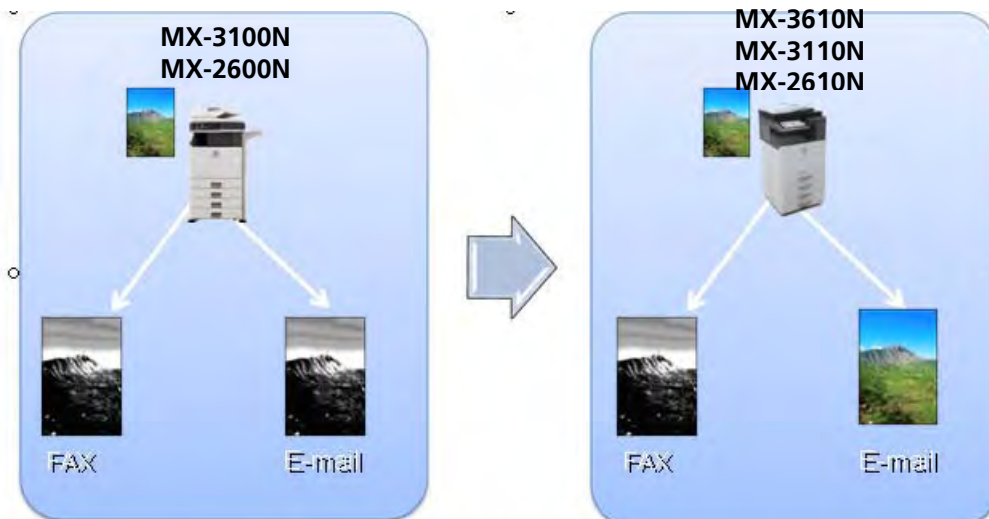 MX-3100N
MX-2600N
FAX
E-mail
MX-3610N
MX-3110N
MX-2610N
FAX
E-mail